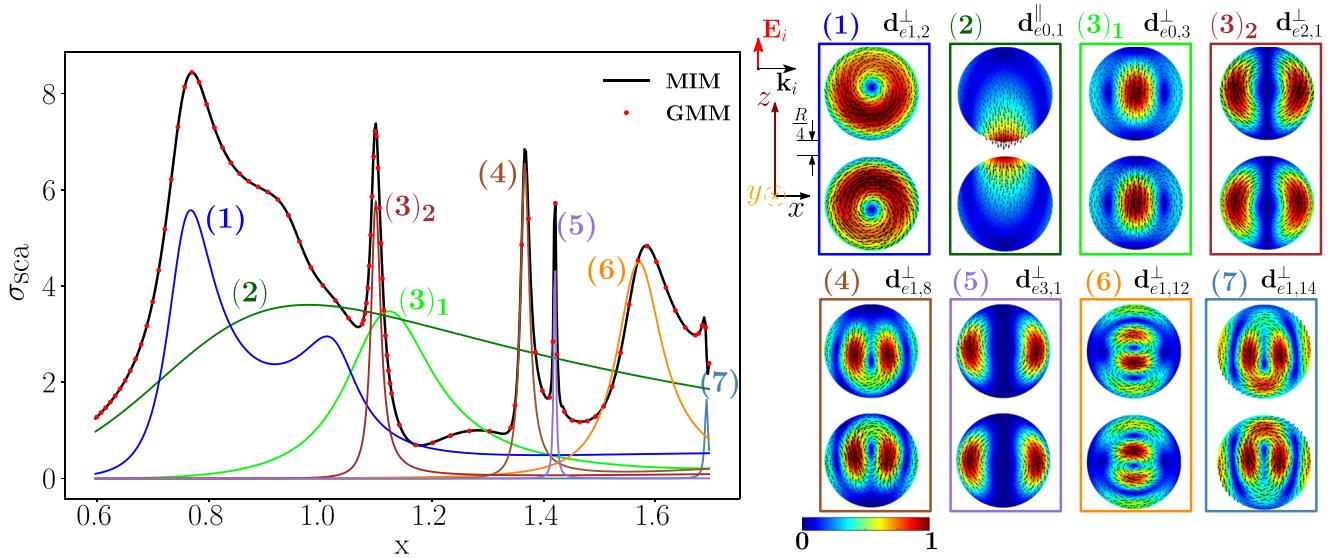 8
6
4
2
0
σ_sca
0.6 0.8 1.0 1.2 1.4 1.6
x
MIM
GMM
(1)
(2)
(3)₂
(3)₁
(4)
(5)
(6)
(7)
E_i
k_i
z
R/4
y
x
(1) d^⊥_{e1,2}
(2) d^∥_{e0,1}
(3)₁ d^⊥_{e0,3}
(3)₂ d^⊥_{e2,1}
(4) d^⊥_{e1,8}
(5) d^⊥_{e3,1}
(6) d^⊥_{e1,12}
(7) d^⊥_{e1,14}
0 1